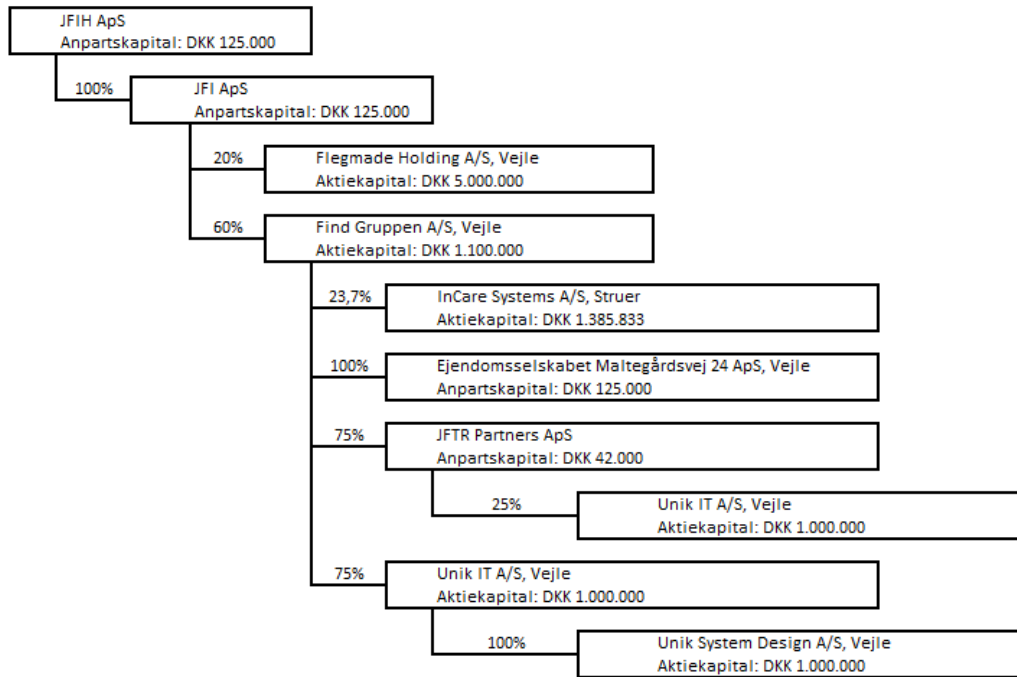 JFIH ApS
Anpartskapital: DKK 125.000
100%
JFI ApS
Anpartskapital: DKK 125.000
20%
Flegmade Holding A/S, Vejle
Aktiekapital: DKK 5.000.000
60%
Find Gruppen A/S, Vejle
Aktiekapital: DKK 1.100.000
23,7%
InCare Systems A/S, Struer
Aktiekapital: DKK 1.385.833
100%
Ejendomsselskabet Maltegårdsvej 24 ApS, Vejle
Anpartskapital: DKK 125.000
75%
JFTR Partners ApS
Anpartskapital: DKK 42.000
25%
Unik IT A/S, Vejle
Aktiekapital: DKK 1.000.000
75%
Unik IT A/S, Vejle
Aktiekapital: DKK 1.000.000
100%
Unik System Design A/S, Vejle
Aktiekapital: DKK 1.000.000